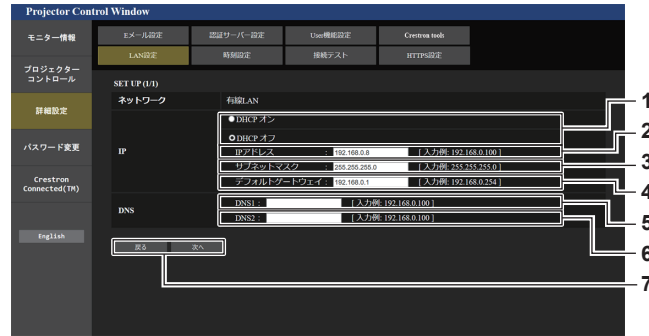 Projector Control Window
モニター情報
プロジェクター
コントロール
詳細設定
パスワード変更
Crestron
Connected(TM)
English
Eメール設定 認証サーバー設定 User機能設定 Crestron tools
LAN設定 時刻設定 接続テスト HTTPS設定
SET UP (1/1)
ネットワーク 有線LAN
IP
DHCP オン
DHCP オフ
IPアドレス : 192.168.0.8 [ 入力例: 192.168.0.100 ]
サブネットマスク : 255.255.255.0 [ 入力例: 255.255.255.0 ]
デフォルトゲートウェイ : 192.168.0.1 [ 入力例: 192.168.0.254 ]
DNS
DNS1 : [ 入力例: 192.168.0.100 ]
DNS2 : [ 入力例: 192.168.0.100 ]
戻る 次へ
1
2
3
4
5
6
7